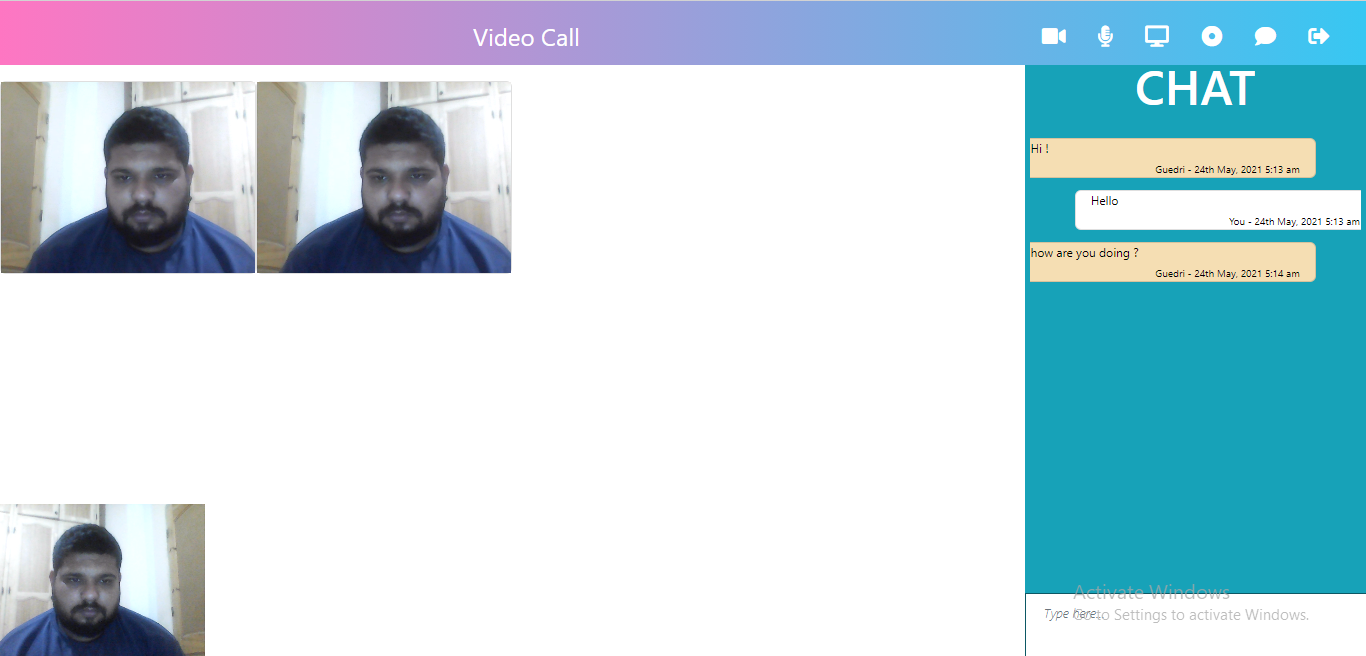 Video Call
CHAT
Hi !
Guedri - 24th May, 2021 5:13 am
Hello
You - 24th May, 2021 5:13 am
how are you doing ?
Guedri - 24th May, 2021 5:14 am
Activate Windows
Type here...
Go to Settings to activate Windows.